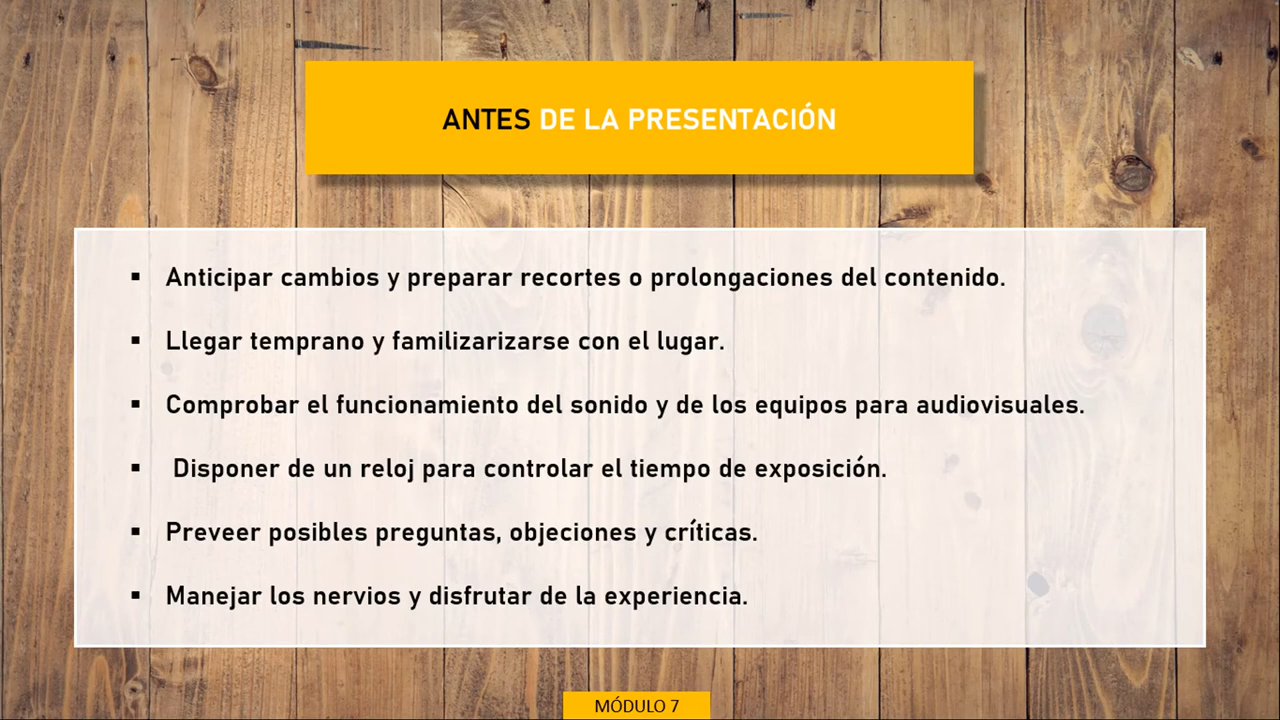 ANTES DE LA PRESENTACIÓN
▪ Anticipar cambios y preparar recortes o prolongaciones del contenido.
▪ Llegar temprano y familizarizarse con el lugar.
▪ Comprobar el funcionamiento del sonido y de los equipos para audiovisuales.
▪ Disponer de un reloj para controlar el tiempo de exposición.
▪ Preveer posibles preguntas, objeciones y críticas.
▪ Manejar los nervios y disfrutar de la experiencia.
MÓDULO 7